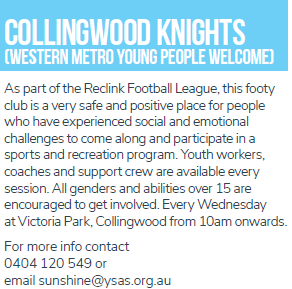 COLLINGWOOD KNIGHTS
(WESTERN METRO YOUNG PEOPLE WELCOME)
As part of the Reclink Football League, this footy
club is a very safe and positive place for people
who have experienced social and emotional
challenges to come along and participate in a
sports and recreation program. Youth workers,
coaches and support crew are available every
session. All genders and abilities over 15 are
encouraged to get involved. Every Wednesday
at Victoria Park, Collingwood from 10am onwards.
For more info contact
0404 120 549 or
email sunshine@ysas.org.au